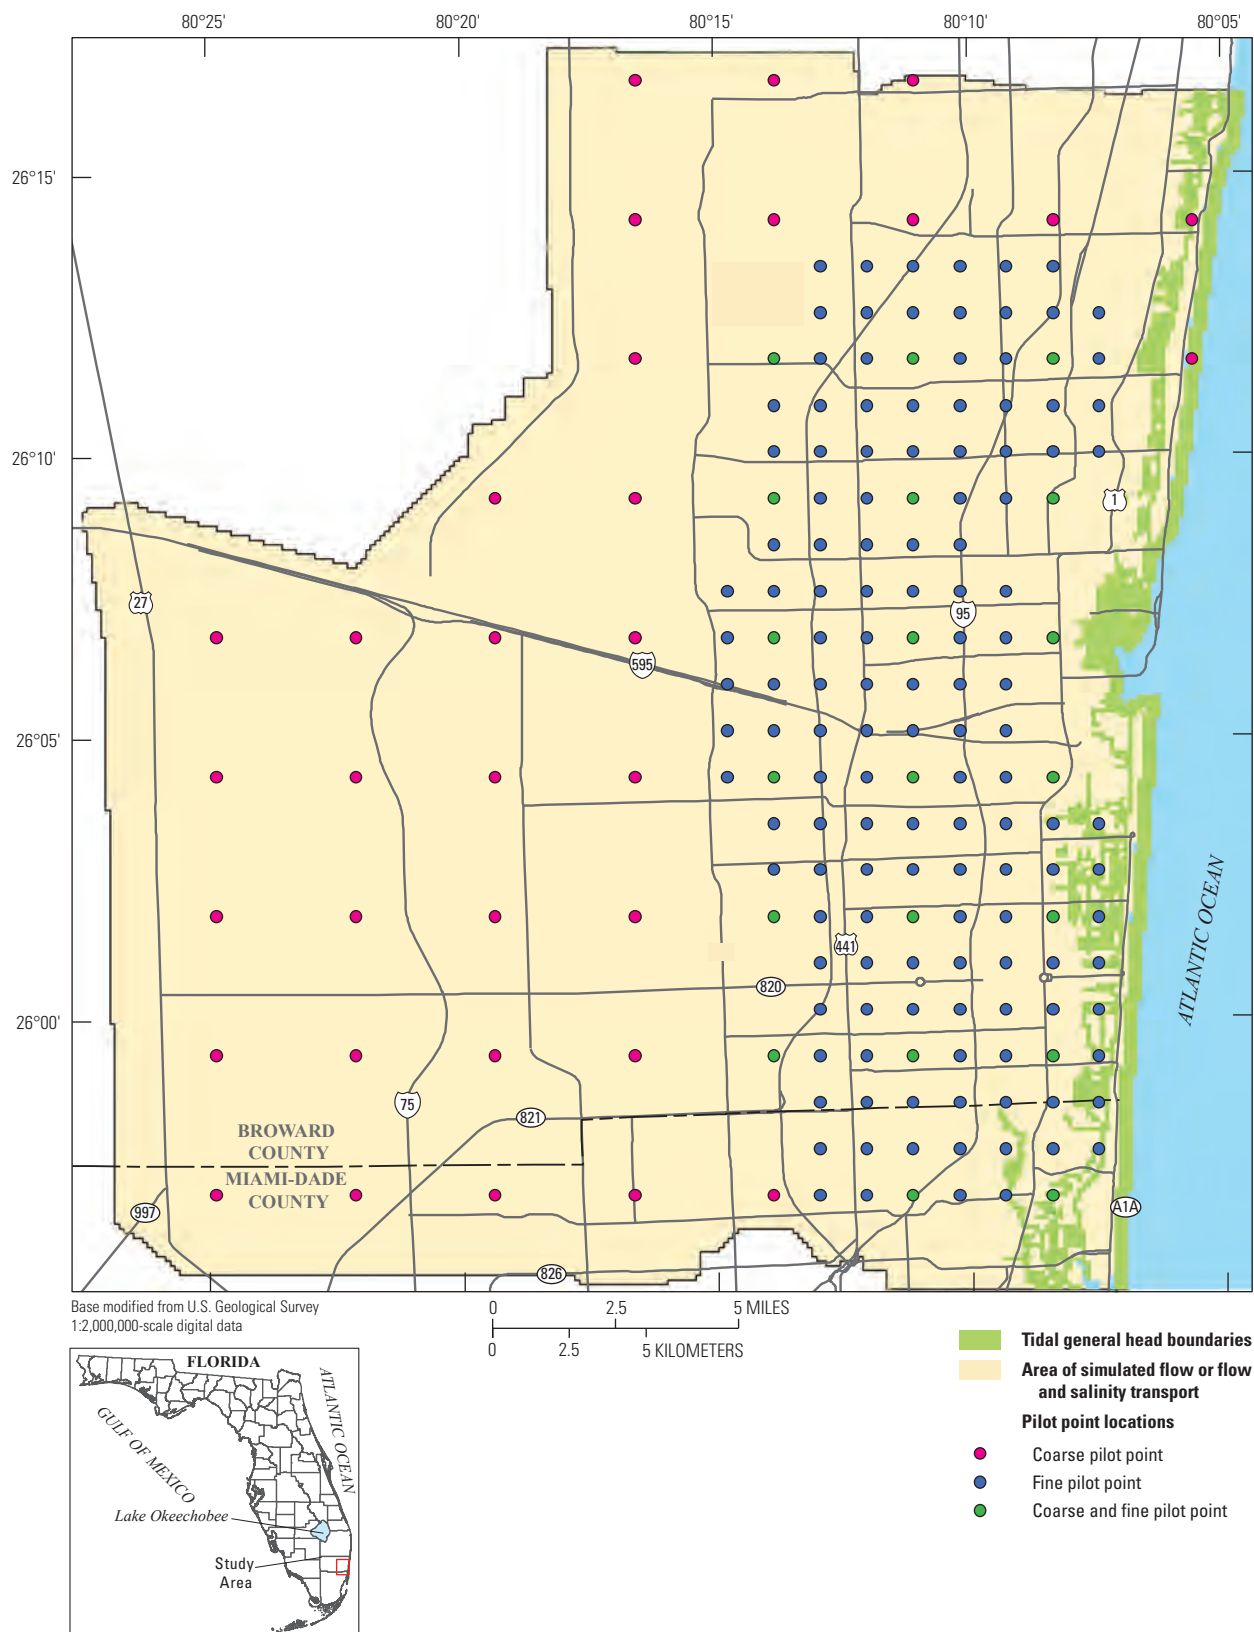 80°25' 80°20' 80°15' 80°10' 80°05'
26°15'
26°10'
1
27
95
595
26°05'
441
ATLANTIC OCEAN
820
26°00'
75
821
BROWARD
COUNTY
MIAMI-DADE
COUNTY
997
A1A
826
Base modified from U.S. Geological Survey
1:2,000,000-scale digital data
0 2.5 5 MILES
0 2.5 5 KILOMETERS
Tidal general head boundaries
Area of simulated flow or flow
and salinity transport
Pilot point locations
Coarse pilot point
Fine pilot point
Coarse and fine pilot point
FLORIDA
ATLANTIC OCEAN
GULF OF MEXICO
Lake Okeechobee
Study
Area